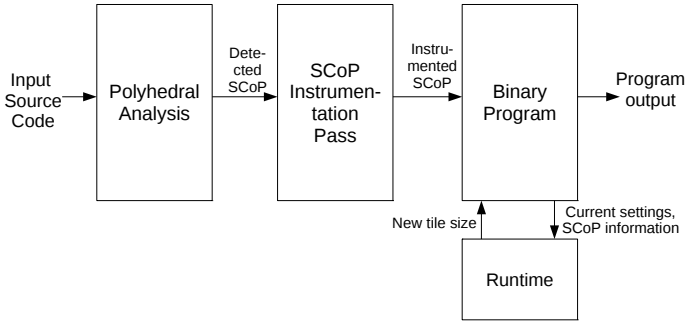 Input
Source
Code
Polyhedral
Analysis
Dete-
cted
SCoP
SCoP
Instrumen-
tation
Pass
Instru-
mented
SCoP
Binary
Program
Program
output
New tile size
Current settings,
SCoP information
Runtime